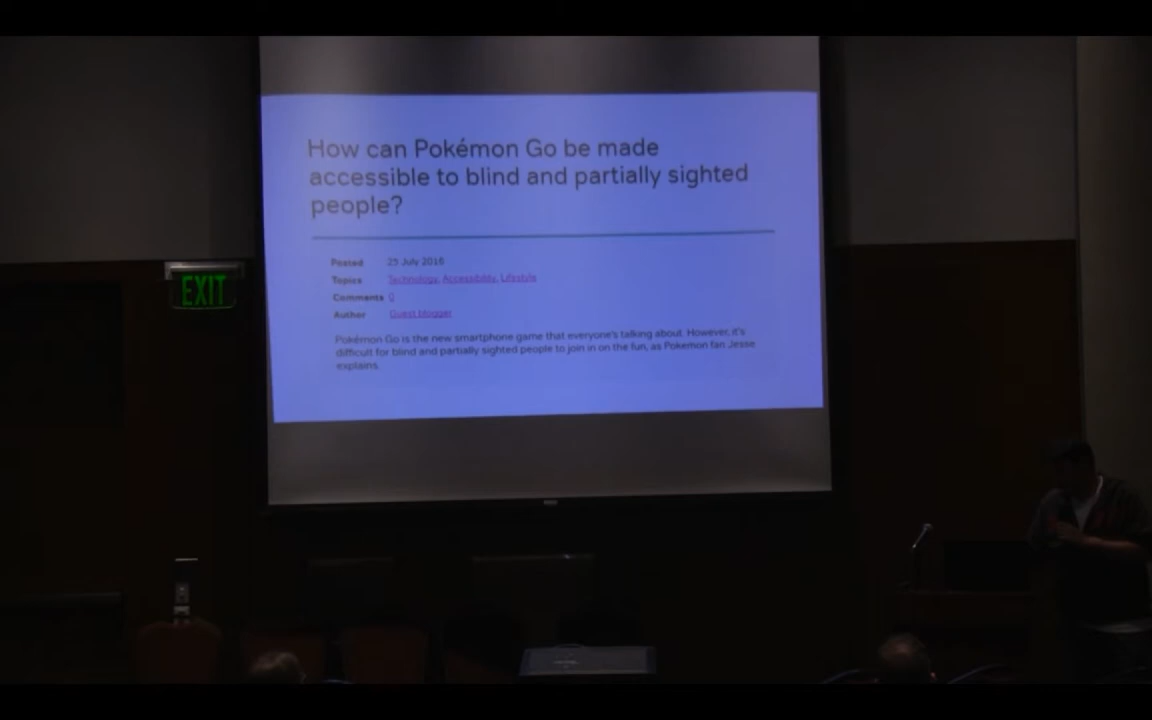 How can Pokémon Go be made
accessible to blind and partially sighted
people?
Posted 25 July 2016
Topics Technology, Accessibility, Lifestyle
Comments 0
Author Guest blogger
Pokémon Go is the new smartphone game that everyone's talking about. However, it's
difficult for blind and partially sighted people to join in on the fun, as Pokemon fan Jesse
explains.
EXIT